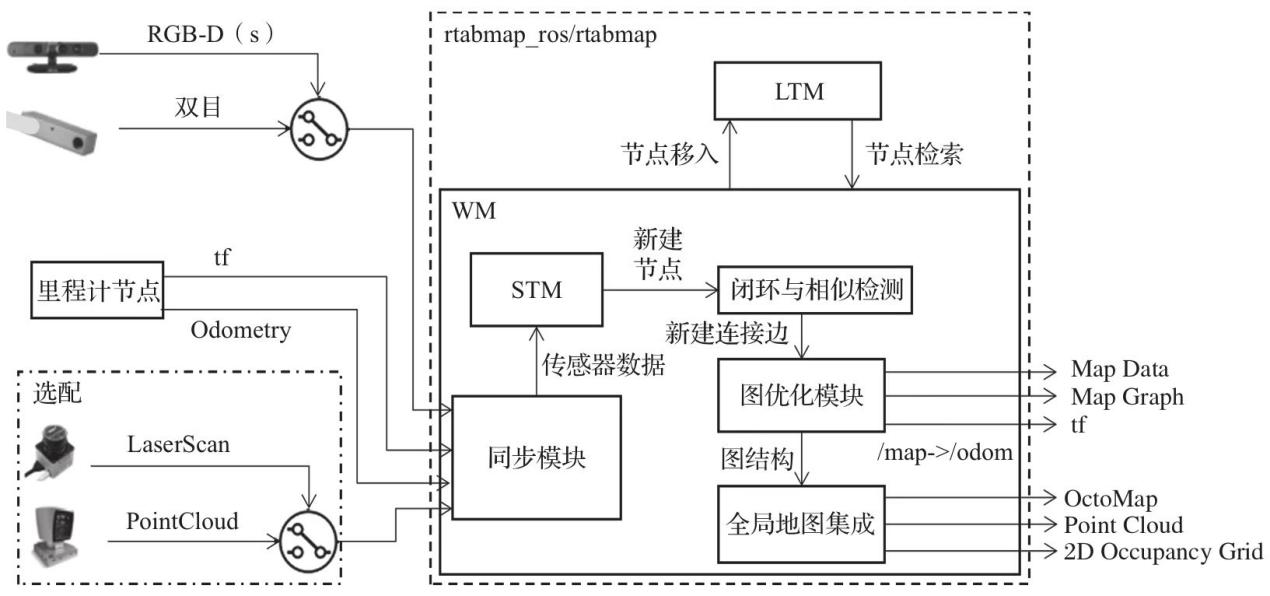 RGB-D（s）
rtabmap_ros/rtabmap
LTM
双目
节点移入
节点检索
WM
新建
节点
tf
里程计节点
STM
闭环与相似检测
Odometry
新建连接边
传感器数据
选配
图优化模块
Map Data
Map Graph
tf
LaserScan
同步模块
图结构
/map->/odom
PointCloud
全局地图集成
OctoMap
Point Cloud
2D Occupancy Grid